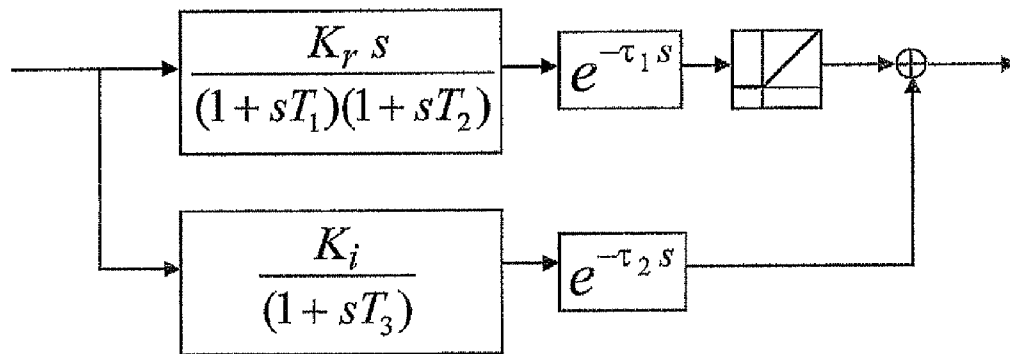 K_r s / (1+sT_1)(1+sT_2)
e^{-τ_1 s}
K_i / (1+sT_3)
e^{-τ_2 s}